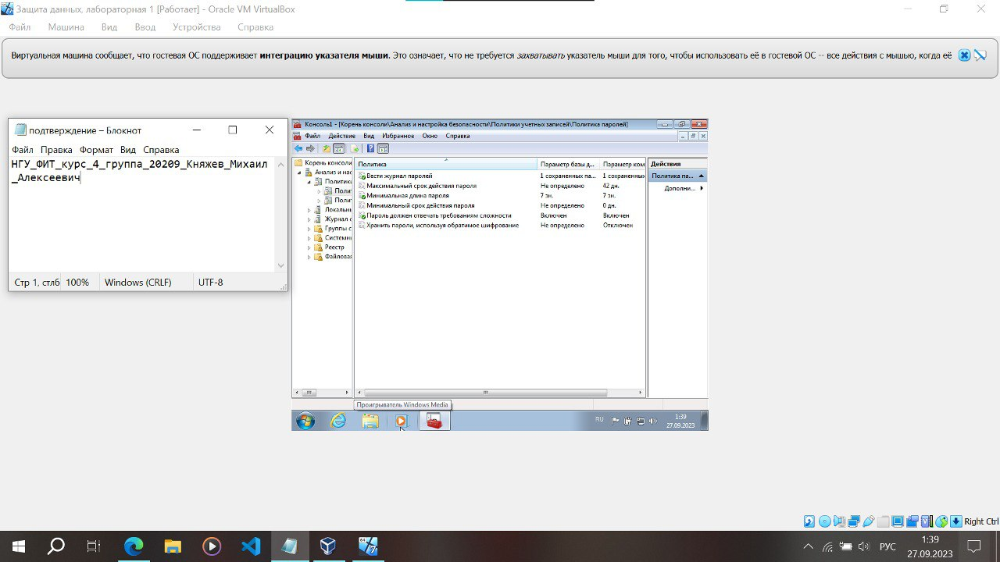 Защита данных, лабораторная 1 [Работает] - Oracle VM VirtualBox
Файл Машина Вид Ввод Устройства Справка
Виртуальная машина сообщает, что гостевая ОС поддерживает интеграцию указателя мыши. Это означает, что не требуется захватывать указатель мыши для того, чтобы использовать её в гостевой ОС -- все действия с мышью, когда её
подтверждение – Блокнот
Файл Правка Формат Вид Справка
НГУ_ФИТ_курс_4_группа_20209_Княжев_Михаил
_Алексеевич
Стр 1, стлб 100% Windows (CRLF) UTF-8
Консоль1 - [Корень консоли\Анализ и настройка безопасности\Политики учетных записей\Политика паролей]
Файл Действие Вид Избранное Окно Справка
Корень консоли
Анализ и нас
Политик
Поли
Поли
Локальн
Журнал с
Группы с
Системн
Реестр
Файловая
Политика Параметр базы д... Параметр ком
Вести журнал паролей 1 сохраненных па... 1 сохраненных
Максимальный срок действия пароля Не определено 42 дн.
Минимальная длина пароля 7 зн. 7 зн.
Минимальный срок действия пароля Не определено 0 дн.
Пароль должен отвечать требованиям сложности Включен Включен
Хранить пароли, используя обратимое шифрование Не определено Отключен
Действия
Политика па...
Дополни...
Проигрыватель Windows Media
RU 1:39
27.09.2023
Right Ctrl
РУС 1:39
27.09.2023